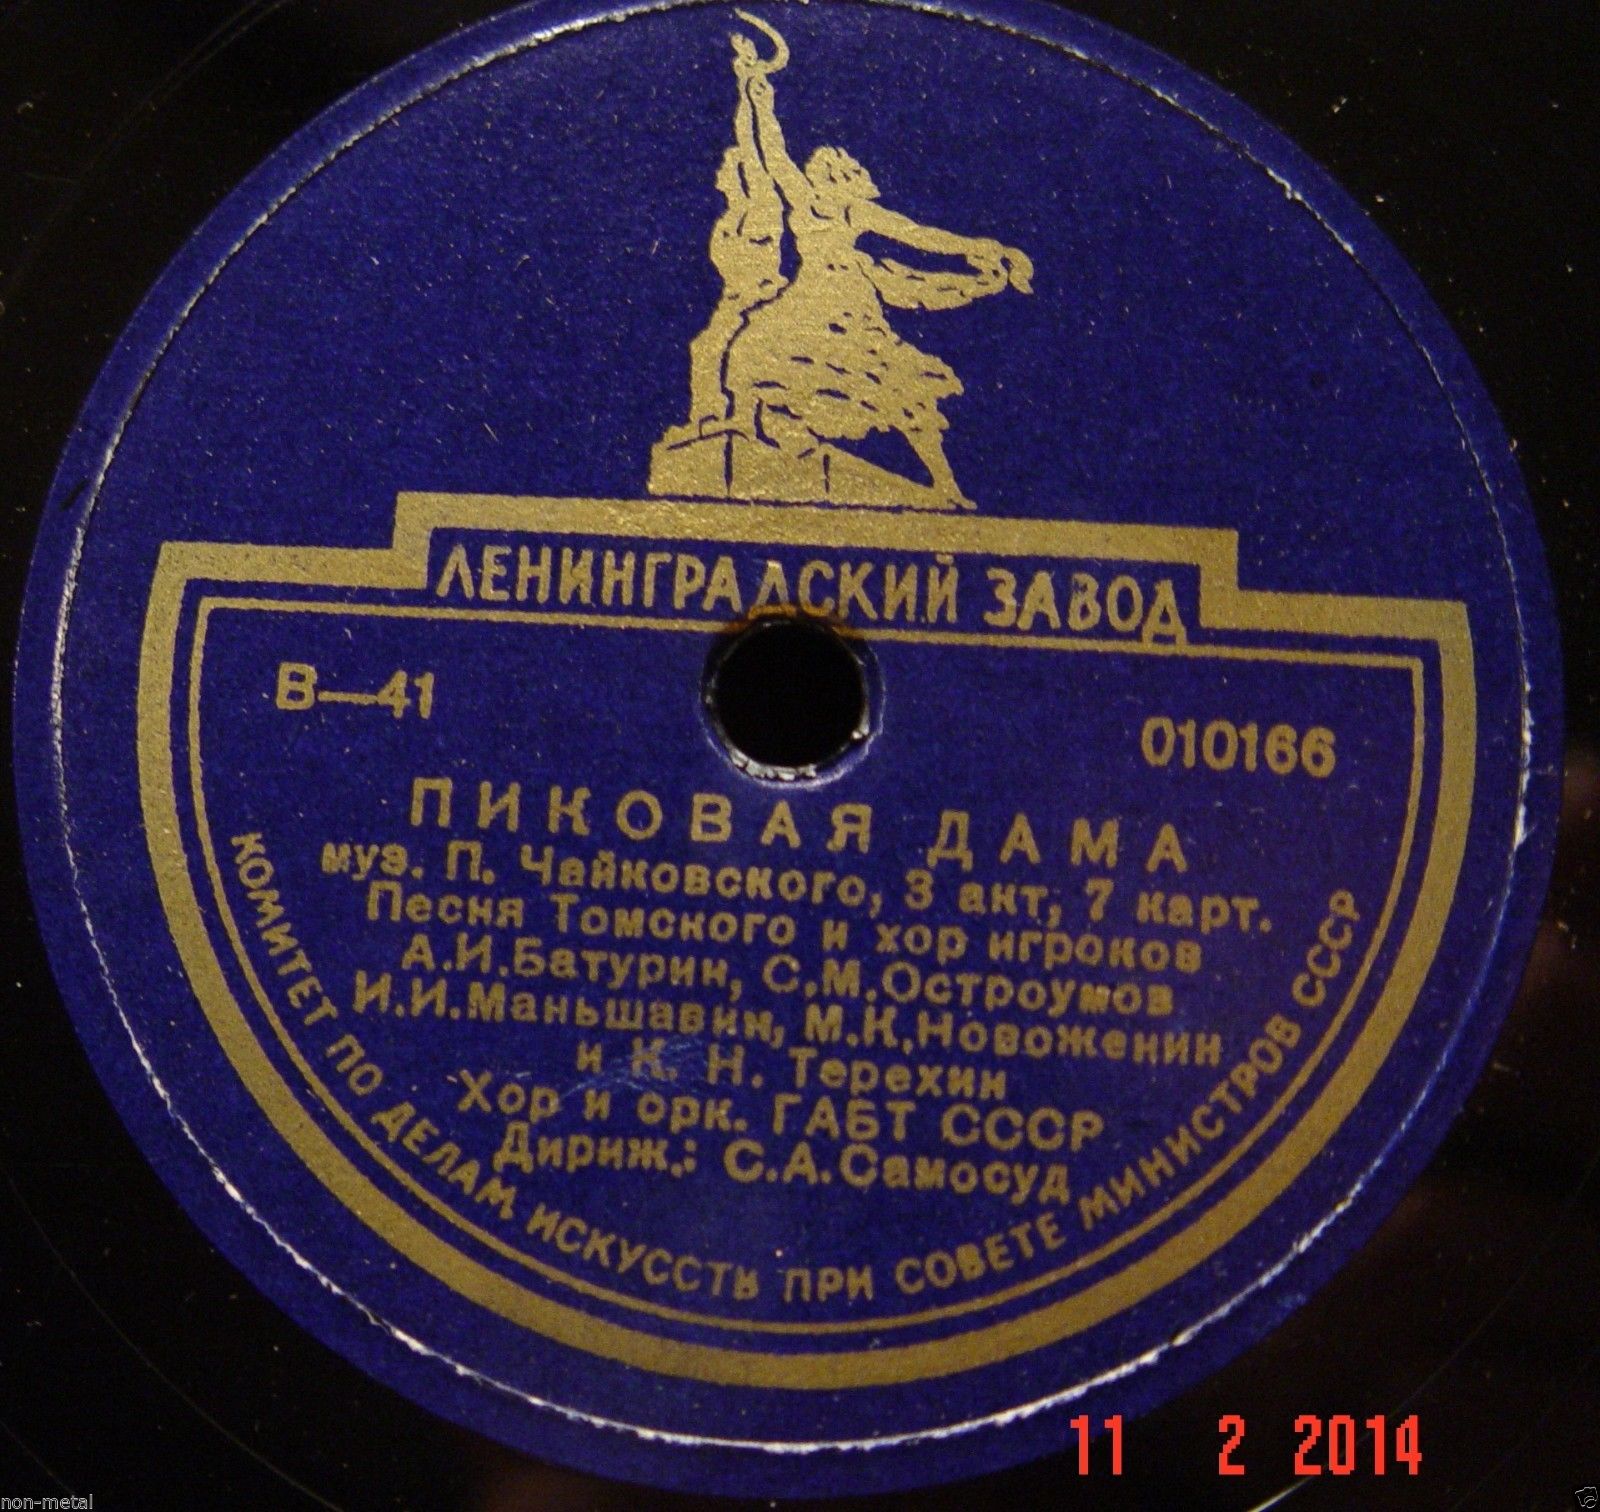 ЛЕНИНГРАДСКИЙ ЗАВОД
В—41
010166
ПИКОВАЯ ДАМА
муз. П. Чайковского, 3 акт, 7 карт.
Песня Томского и хор игроков
А.И.Батурин, С.М.Остроумов
И.И.Маньшавин, М.К.Новоженин
и К. Н. Терехин
Хор и орк. ГАБТ СССР
Дириж.: С.А.Самосуд
КОМИТЕТ ПО ДЕЛАМ ИСКУССТВ ПРИ СОВЕТЕ МИНИСТРОВ СССР
11 2 2014
non-metal